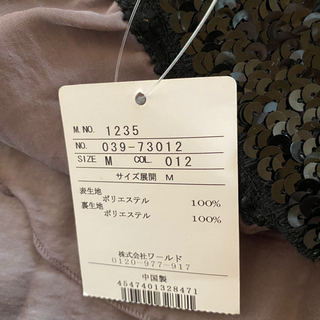 M.NO. 1235
NO. 039-73012
SIZE M COL. 012
サイズ展開 M
表生地
ポリエステル 100%
裏生地
ポリエステル 100%
株式会社ワールド
0120-977-917
中国製
4547401328471